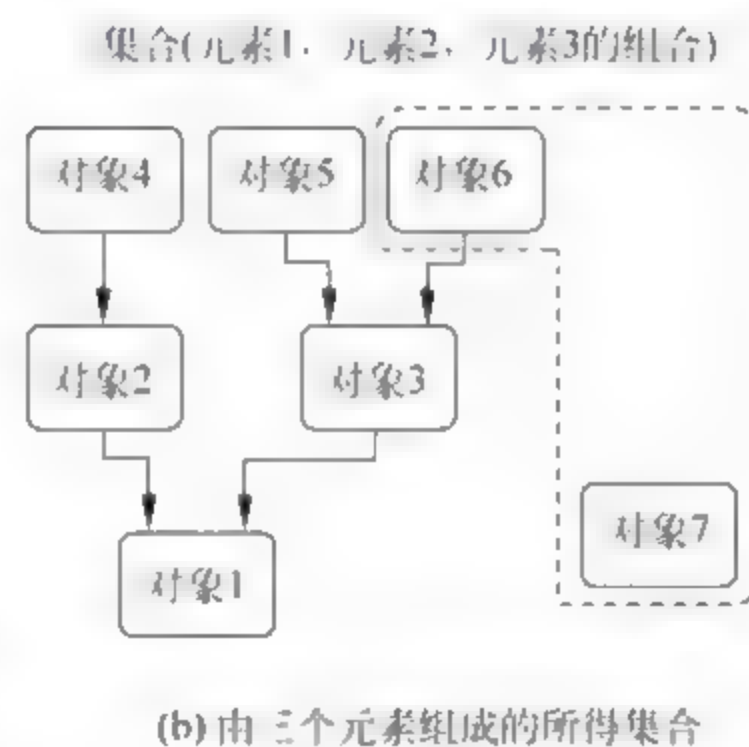 集合(元素1, 元素2, 元素3的组合)
对象4 对象5 对象6
对象2 对象3
对象7
对象1
(b) 由三个元素组成的所得集合